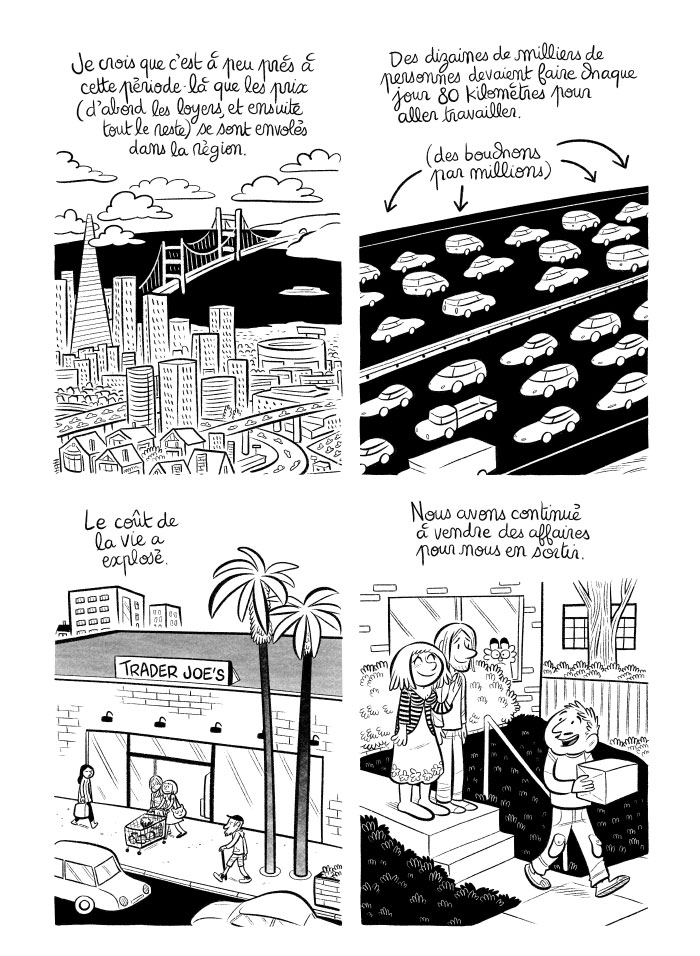 Je crois que c'est à peu près à
cette période-là que les prix
(d'abord les loyers, et ensuite
tout le reste) se sont envolés
dans la région.
Des dizaines de milliers de
personnes devaient faire chaque
jour 80 kilomètres pour
aller travailler.
(des bouchons
par millions)
Le coût de
la vie a
explosé.
TRADER JOE'S
Nous avons continué
à vendre des affaires
pour nous en sortir.